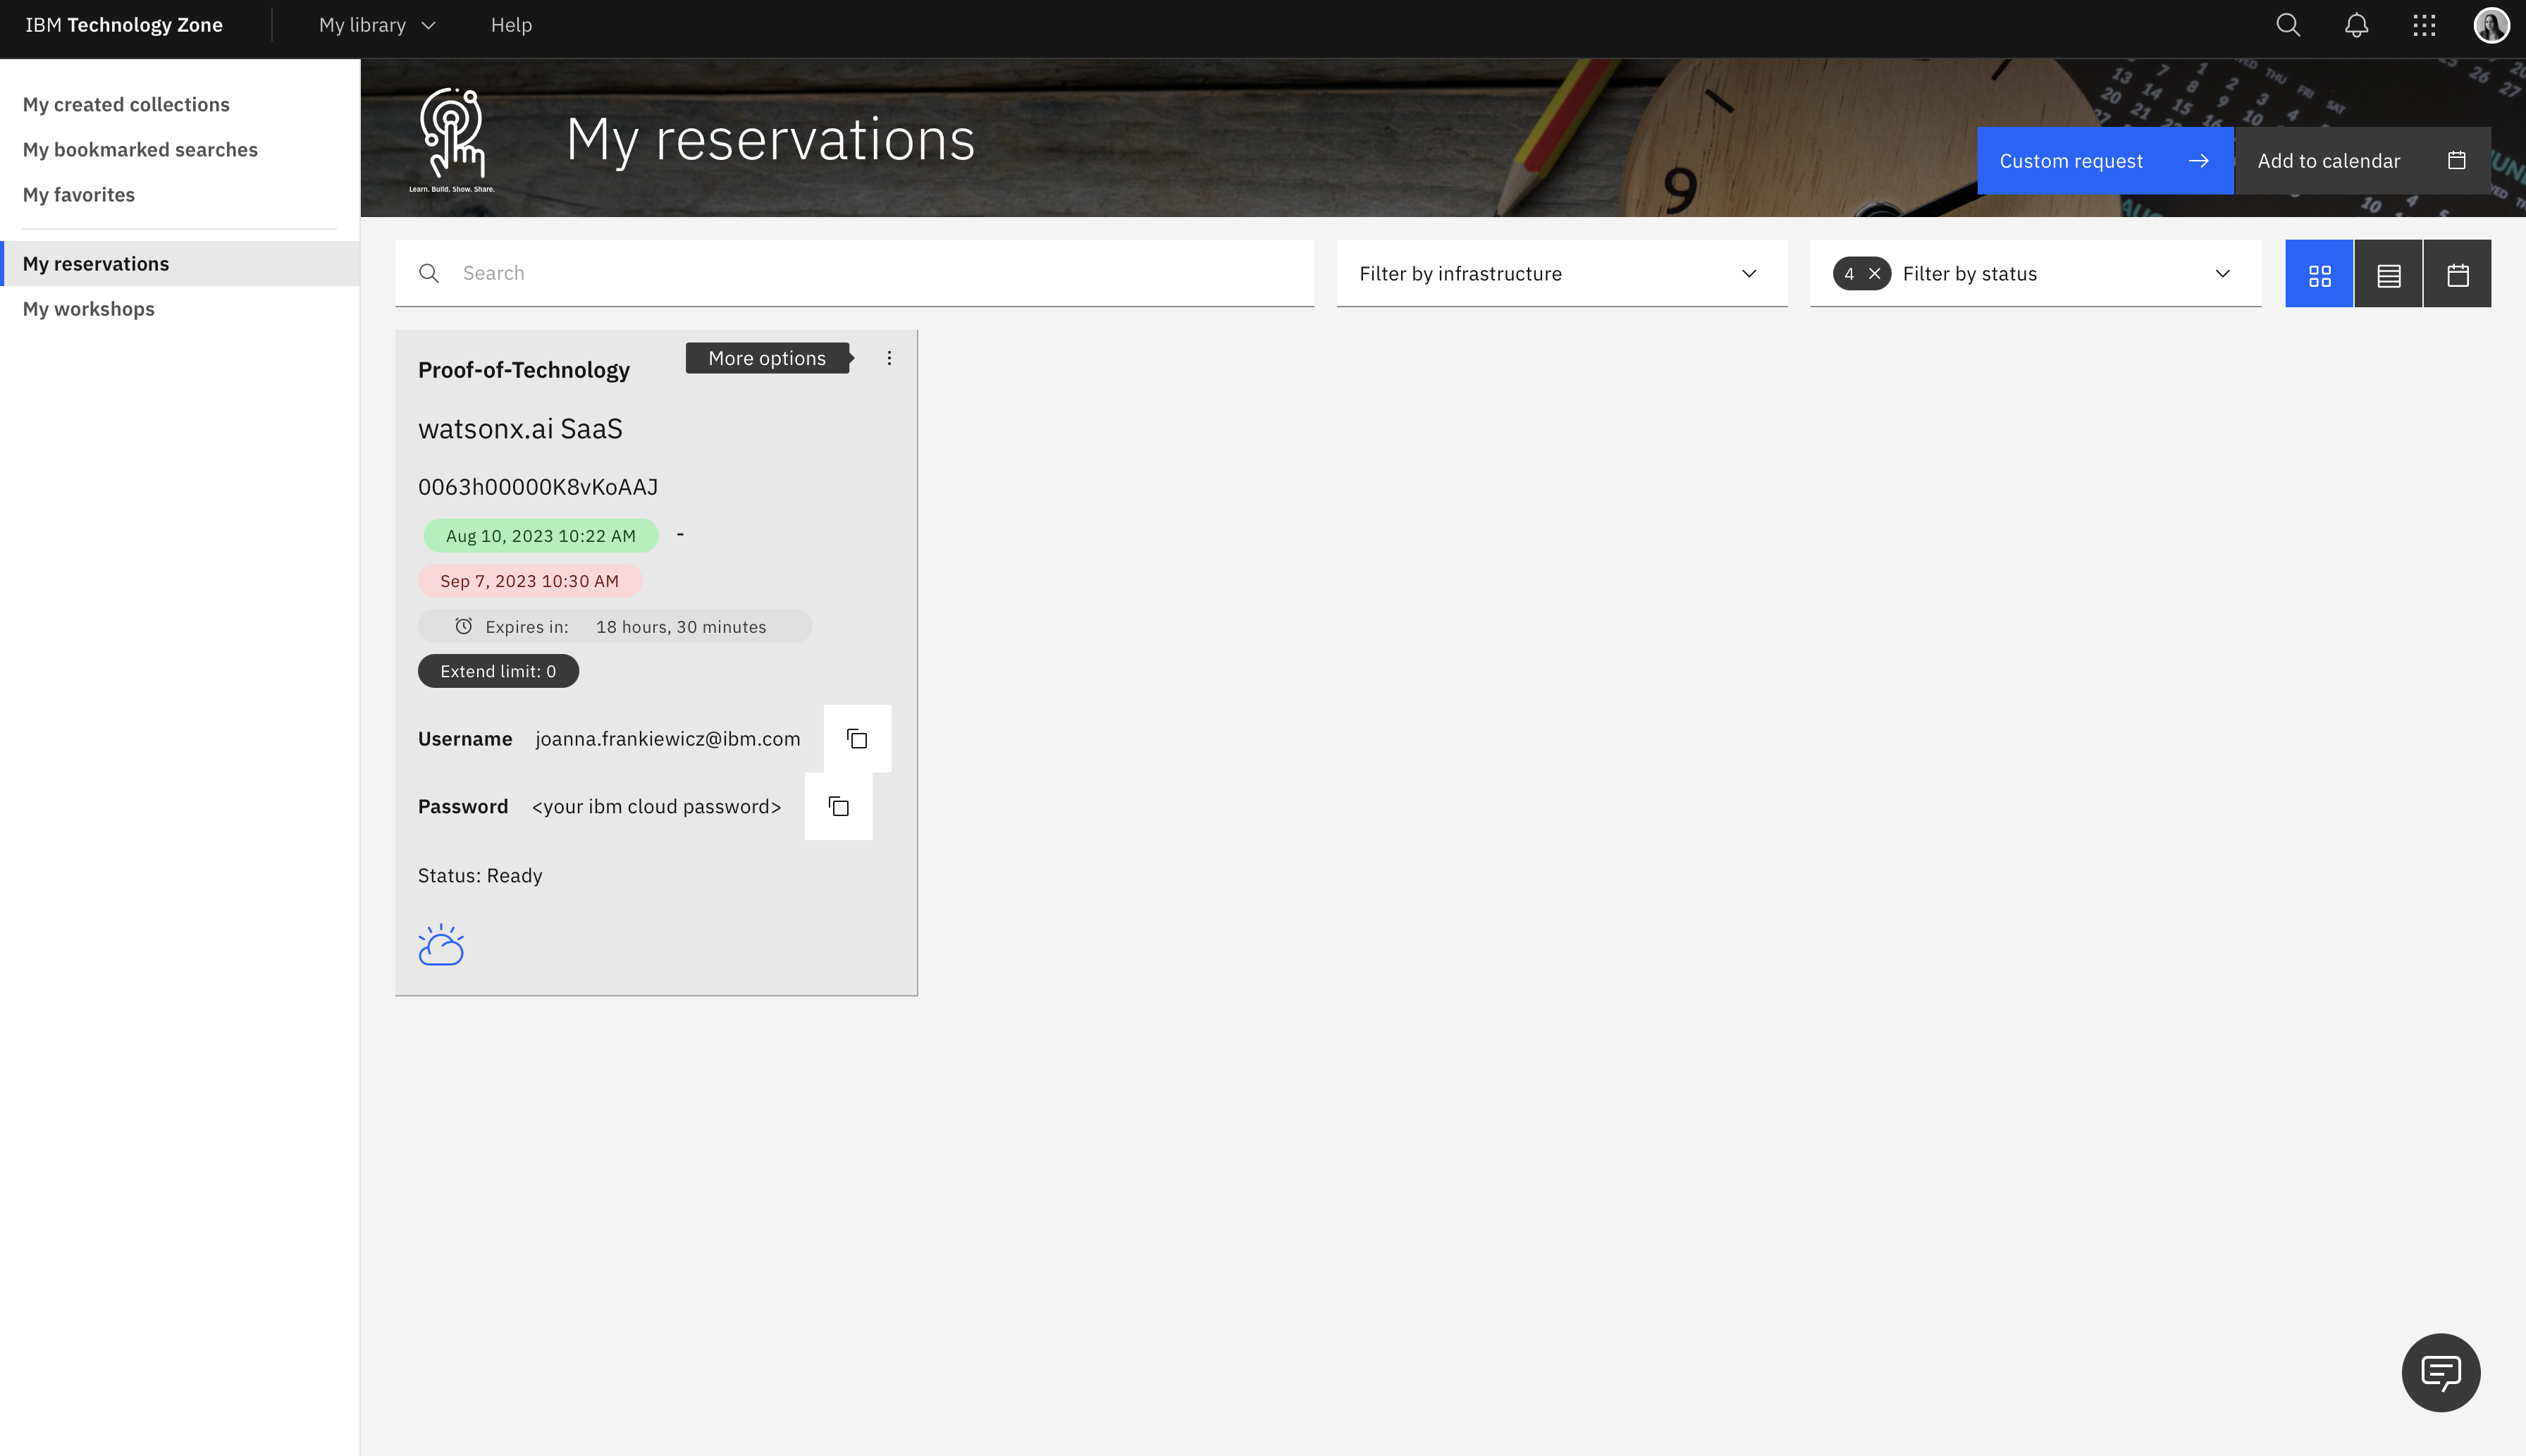 IBM Technology Zone
My library
Help
My created collections
My bookmarked searches
My favorites
My reservations
My workshops
Learn. Build. Show. Share.
My reservations
Custom request
Add to calendar
9
Search
Filter by infrastructure
4
Filter by status
Proof-of-Technology
More options
watsonx.ai SaaS
0063h00000K8vKoAAJ
Aug 10, 2023 10:22 AM -
Sep 7, 2023 10:30 AM
Expires in: 18 hours, 30 minutes
Extend limit: 0
Username joanna.frankiewicz@ibm.com
Password <your ibm cloud password>
Status: Ready